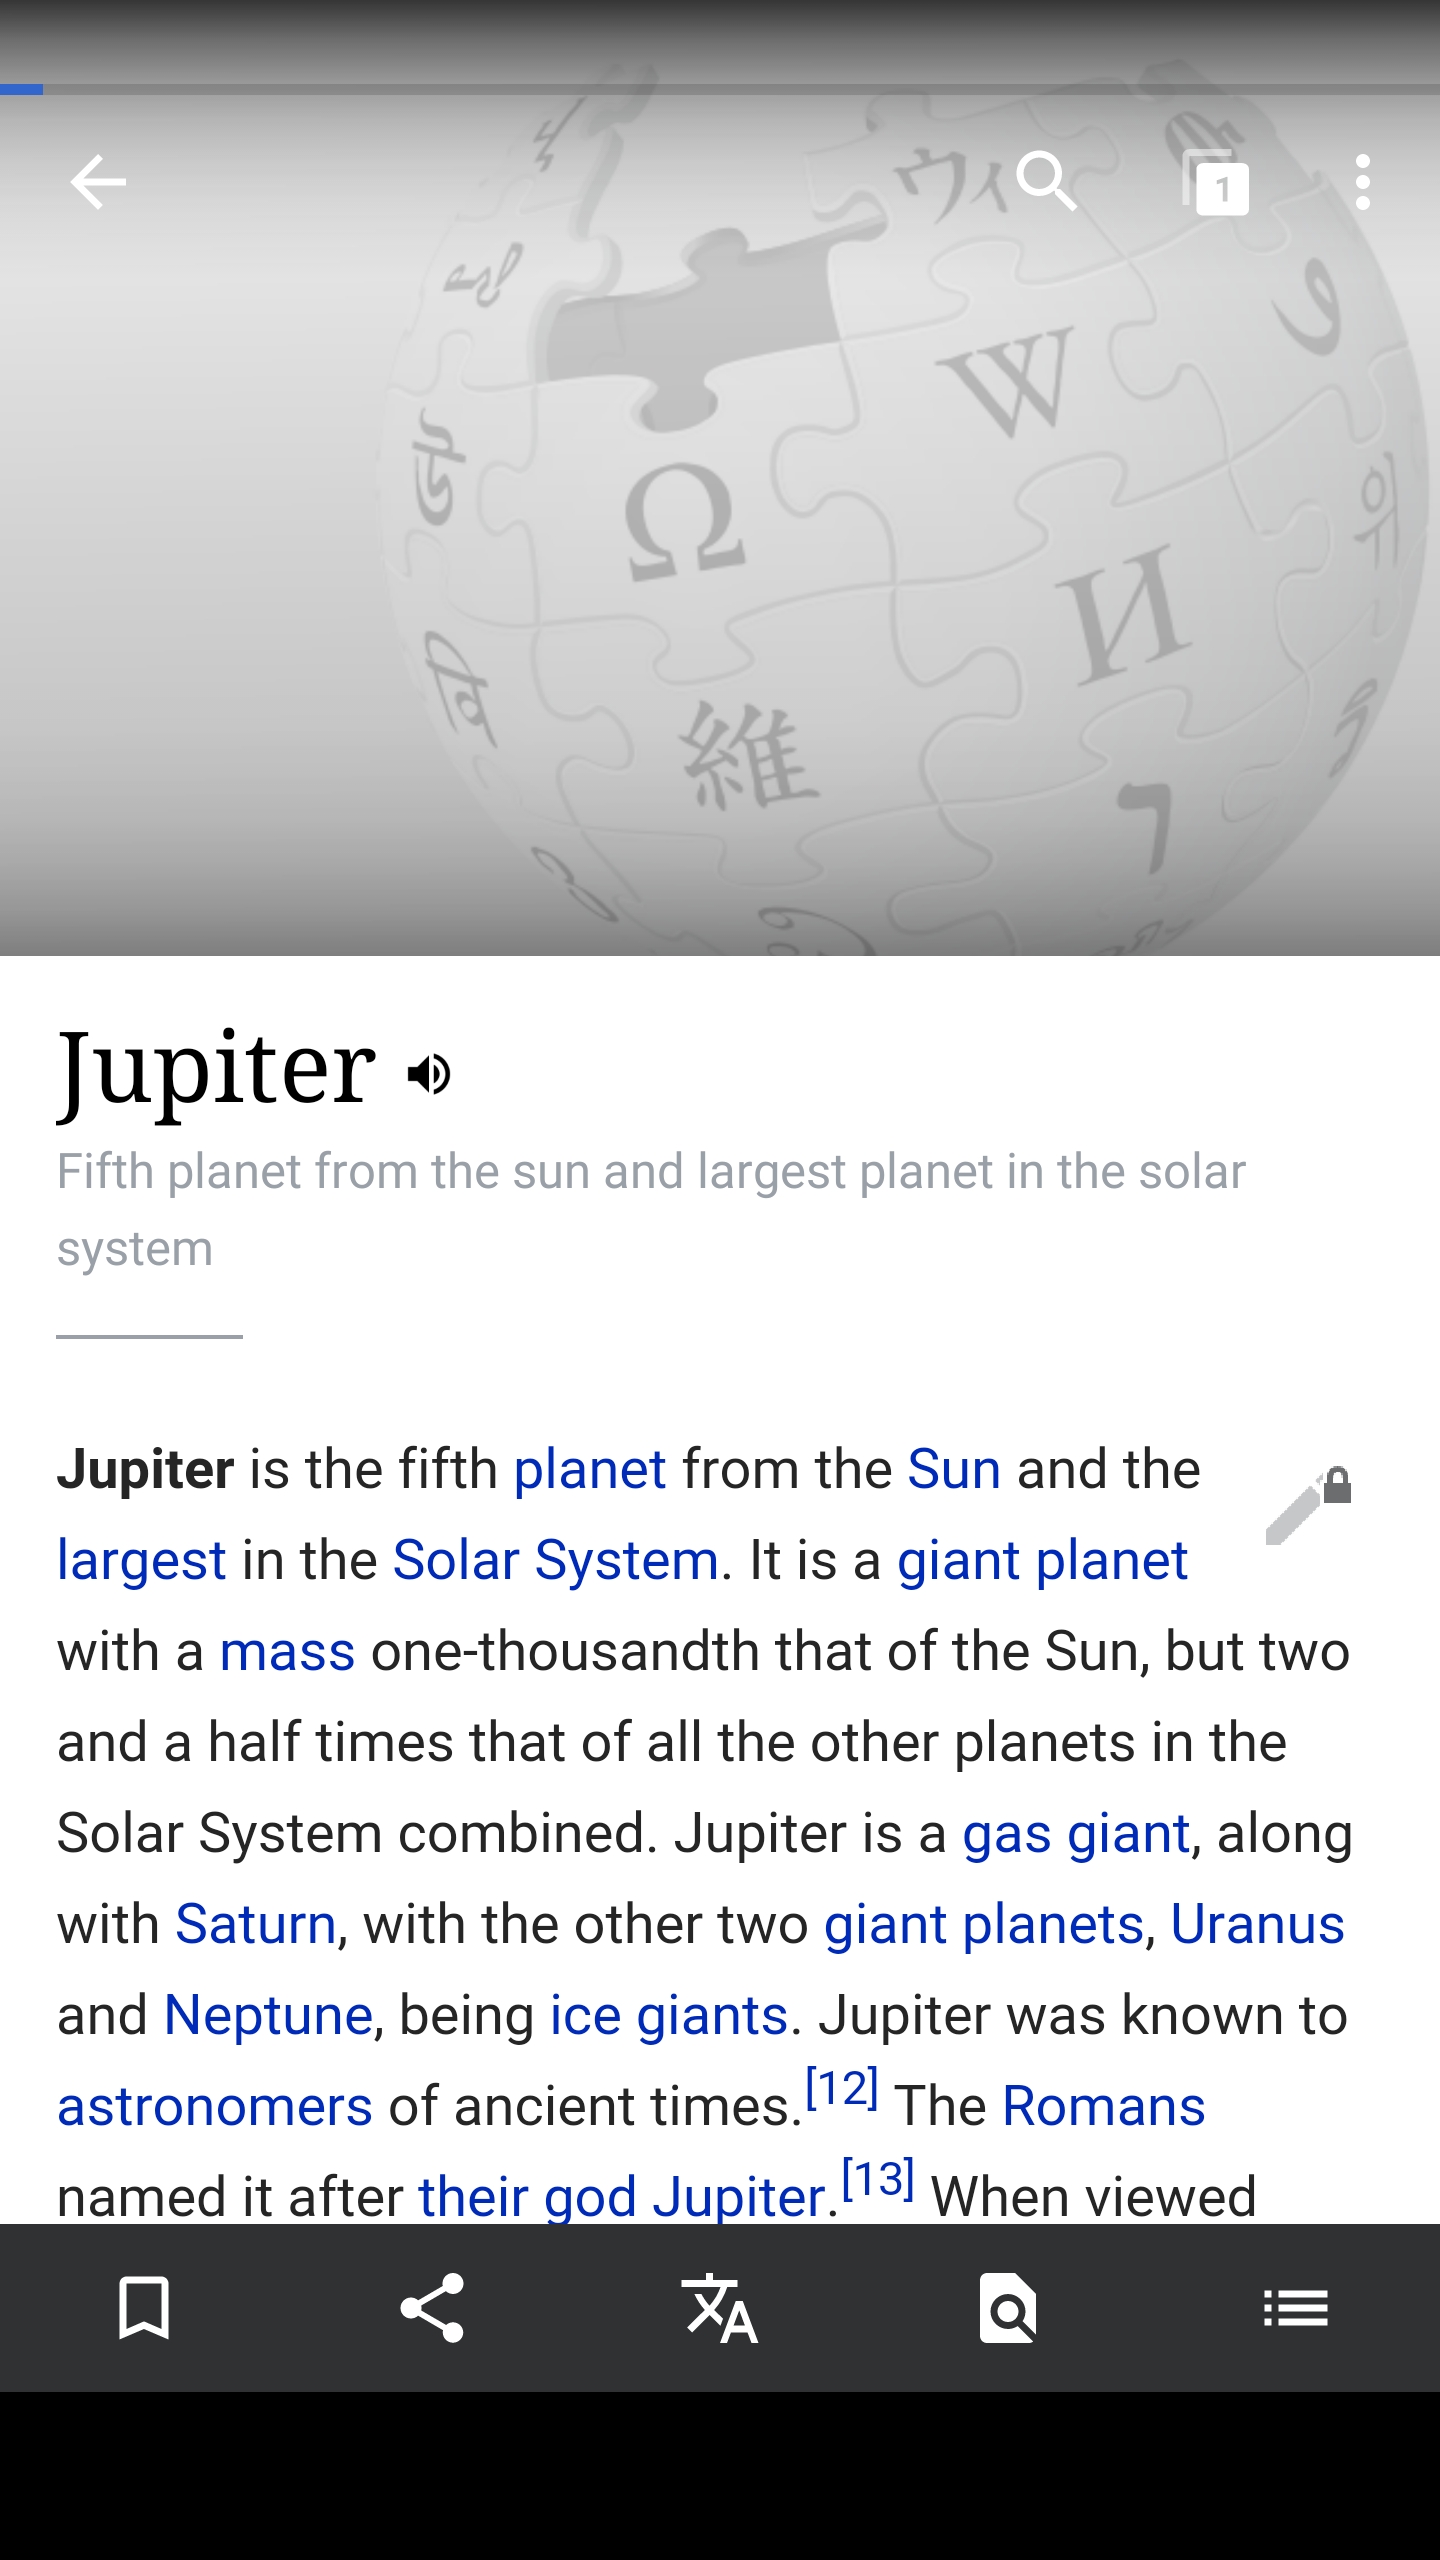 1
ウィ
W
Ω
И
維
ר
Jupiter
Fifth planet from the sun and largest planet in the solar
system
Jupiter is the fifth planet from the Sun and the
largest in the Solar System. It is a giant planet
with a mass one-thousandth that of the Sun, but two
and a half times that of all the other planets in the
Solar System combined. Jupiter is a gas giant, along
with Saturn, with the other two giant planets, Uranus
and Neptune, being ice giants. Jupiter was known to
astronomers of ancient times.[12] The Romans
named it after their god Jupiter.[13] When viewed